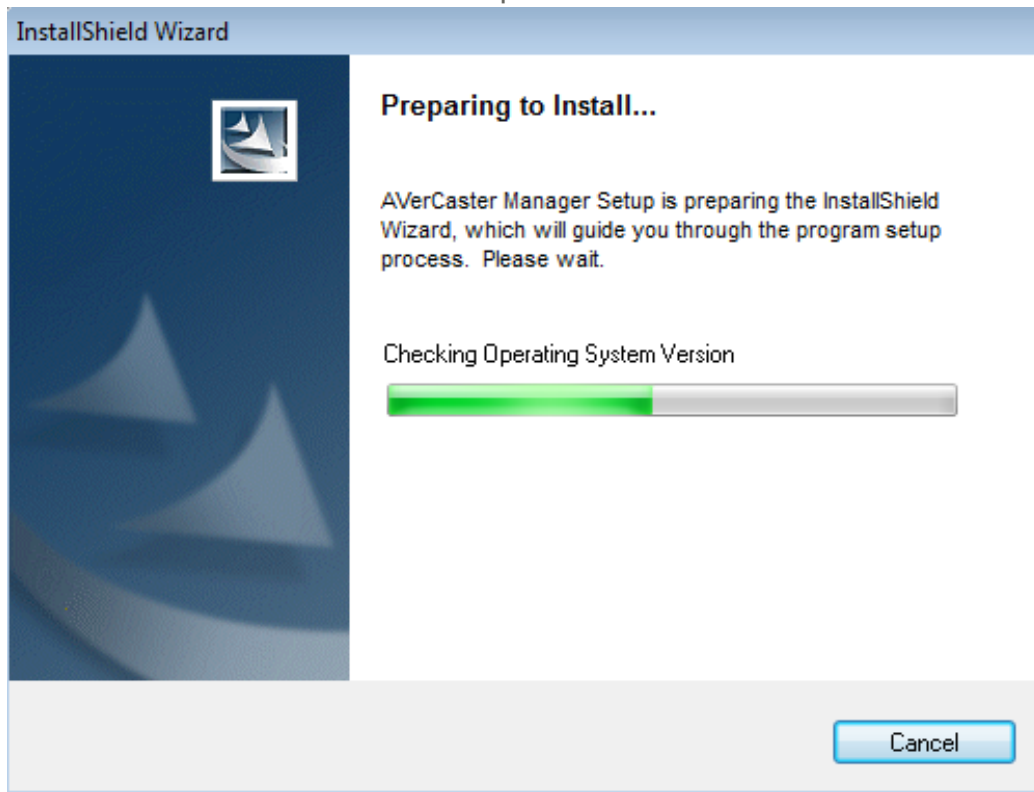 InstallShield Wizard
Preparing to Install...
AVerCaster Manager Setup is preparing the InstallShield
Wizard, which will guide you through the program setup
process.  Please wait.
Checking Operating System Version
Cancel